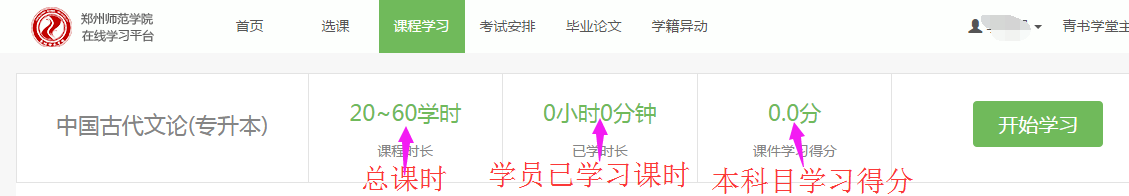 郑州师范学院
在线学习平台
首页 选课 课程学习 考试安排 毕业论文 学籍异动 青书学堂主
中国古代文论(专升本)
20~60学时
课程时长
0小时0分钟
已学时长
0.0分
课件学习得分
开始学习
总课时
学员已学习课时
本科目学习得分